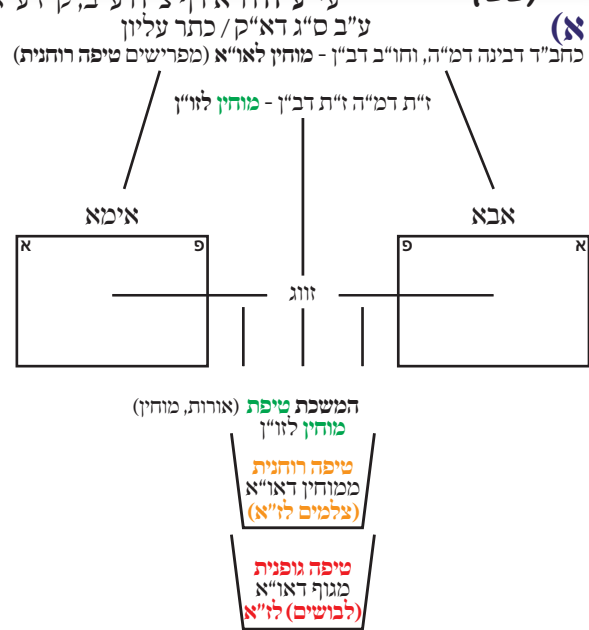 א)
ע״ב ס״ג דא״ק / כתר עליון
כחב״ד דבינה דמ״ה, וחו״ב דב״ן - מוחין לאו״א (מפרישים טיפה רוחנית)
ז״ת דמ״ה ז״ת דב״ן - מוחין לזו״ן
אבא
אימא
א
פ
פ
א
זווג
המשכת טיפת (אורות, מוחין)
מוחין לזו״ן
טיפה רוחנית
ממוחין דאו״א
(צלמים לז״א)
טיפה גופנית
מגוף דאו״א
(לבושים) לז״א